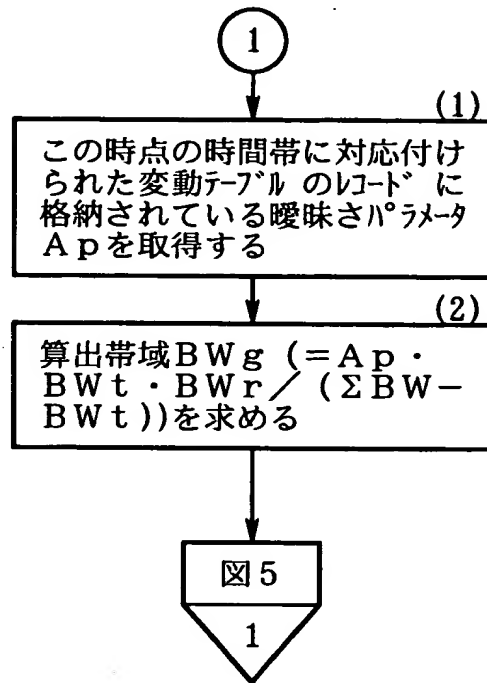 1
(1)
この時点の時間帯に対応付け
られた変動ﾃｰﾌﾞﾙ のﾚｺｰﾄﾞ に
格納されている曖昧さﾊﾟﾗﾒｰﾀ
Ａｐを取得する
(2)
算出帯域ＢＷｇ (＝Ａｐ・
ＢＷｔ・ＢＷｒ／ (ΣＢＷ－
ＢＷｔ))を求める
図５
1